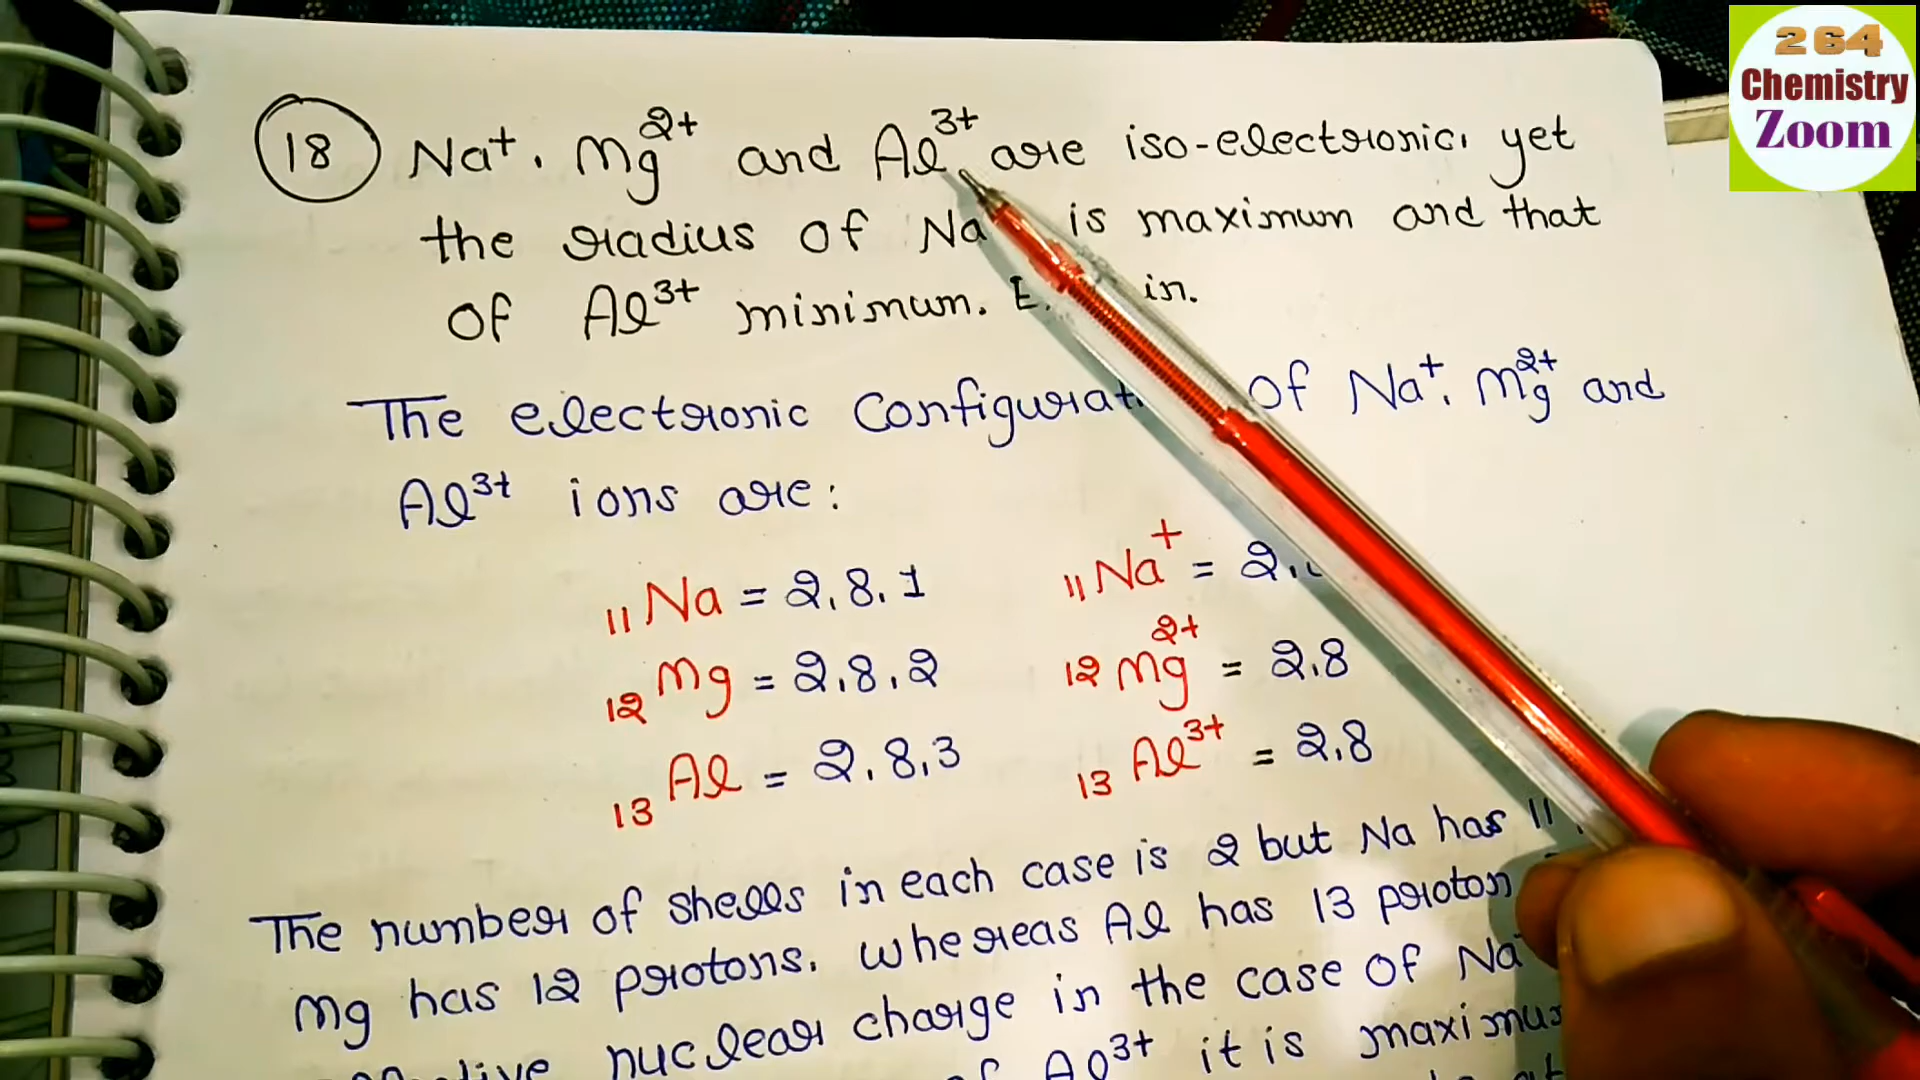 264
Chemistry
Zoom
18 Na⁺, Mg²⁺ and Al³⁺ are iso-electronic, yet
the radius of Na is maximum and that
of Al³⁺ minimum.
The electronic Configurat of Na⁺, Mg²⁺ and
Al³⁺ ions are:
₁₁Na = 2,8,1 ₁₁Na⁺ = 2,
₁₂Mg = 2,8,2 ₁₂Mg²⁺ = 2,8
₁₃Al = 2,8,3 ₁₃Al³⁺ = 2,8
The number of shells in each case is 2 but Na has 11
Mg has 12 protons, whereas Al has 13 proton
nuclear charge in the case of Na
of Al³⁺ it is